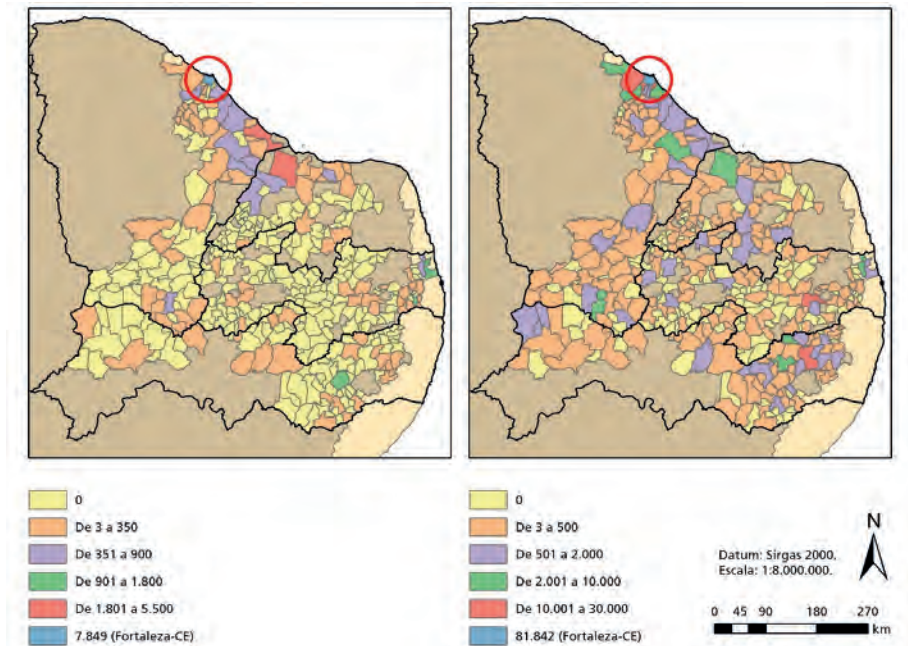 0
De 3 a 350
De 351 a 900
De 901 a 1.800
De 1.801 a 5.500
7.849 (Fortaleza-CE)
0
De 3 a 500
De 501 a 2.000
De 2.001 a 10.000
De 10.001 a 30.000
81.842 (Fortaleza-CE)
N
Datum: Sirgas 2000.
Escala: 1:8.000.000.
0 45 90 180 270
km